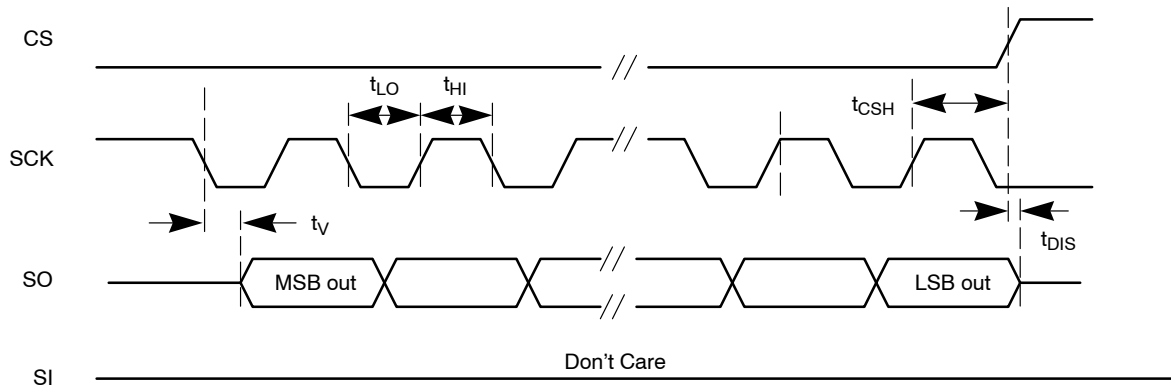 CS
t_LO
t_HI
t_CSH
SCK
t_V
t_DIS
SO
MSB out
LSB out
Don't Care
SI